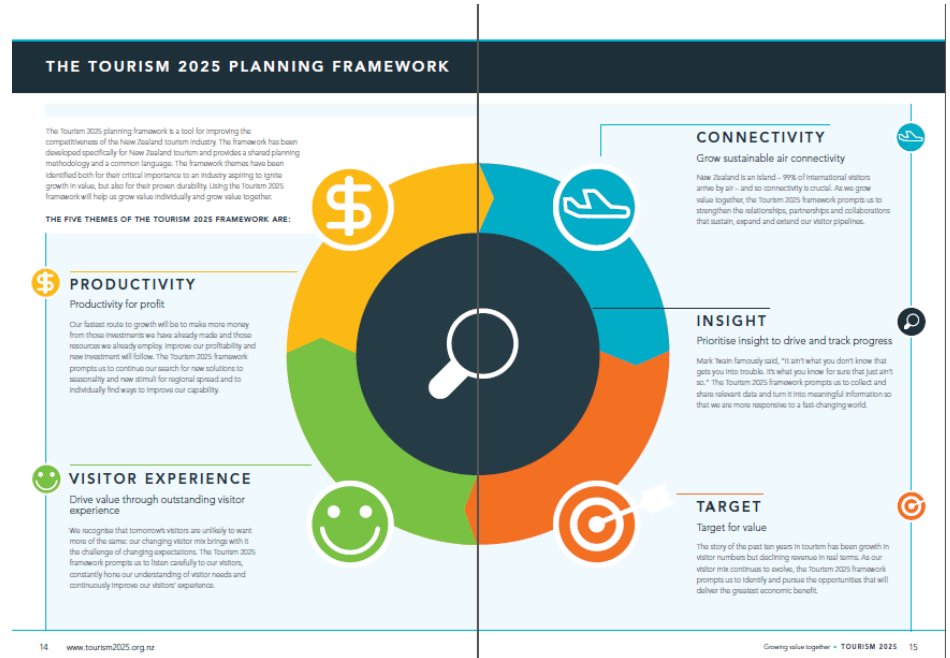 THE TOURISM 2025 PLANNING FRAMEWORK
The Tourism 2025 planning framework is a tool for improving the
competitiveness of the New Zealand tourism industry. The framework has been
developed specifically for New Zealand tourism and provides a shared planning
methodology and a common language. The framework themes have been
identified both for their critical importance to an industry aspiring to ignite
growth in value, but also for their proven durability. Using the Tourism 2025
framework will help us grow value individually and grow value together.
THE FIVE THEMES OF THE TOURISM 2025 FRAMEWORK ARE:
PRODUCTIVITY
Productivity for profit
Our fastest route to growth will be to make more money
from those investments we have already made and those
resources we already employ. Improve our profitability and
new investment will follow. The Tourism 2025 framework
prompts us to continue our search for new solutions to
seasonality and new stimuli for regional spread and to
individually find ways to improve our capability.
VISITOR EXPERIENCE
Drive value through outstanding visitor
experience
We recognise that tomorrow's visitors are unlikely to want
more of the same: our changing visitor mix brings with it
the challenge of changing expectations. The Tourism 2025
framework prompts us to listen carefully to our visitors,
constantly hone our understanding of visitor needs and
continuously improve our visitors' experience.
CONNECTIVITY
Grow sustainable air connectivity
New Zealand is an island – 99% of international visitors
arrive by air – and so connectivity is crucial. As we grow
value together, the Tourism 2025 framework prompts us to
strengthen the relationships, partnerships and collaborations
that sustain, expand and extend our visitor pipelines.
INSIGHT
Prioritise insight to drive and track progress
Mark Twain famously said, "It ain't what you don't know that
gets you into trouble. It's what you know for sure that just ain't
so." The Tourism 2025 framework prompts us to collect and
share relevant data and turn it into meaningful information so
that we are more responsive to a fast-changing world.
TARGET
Target for value
The story of the past ten years in tourism has been growth in
visitor numbers but declining revenue in real terms. As our
visitor mix continues to evolve, the Tourism 2025 framework
prompts us to identify and pursue the opportunities that will
deliver the greatest economic benefit.
14 www.tourism2025.org.nz
Growing value together • TOURISM 2025 15